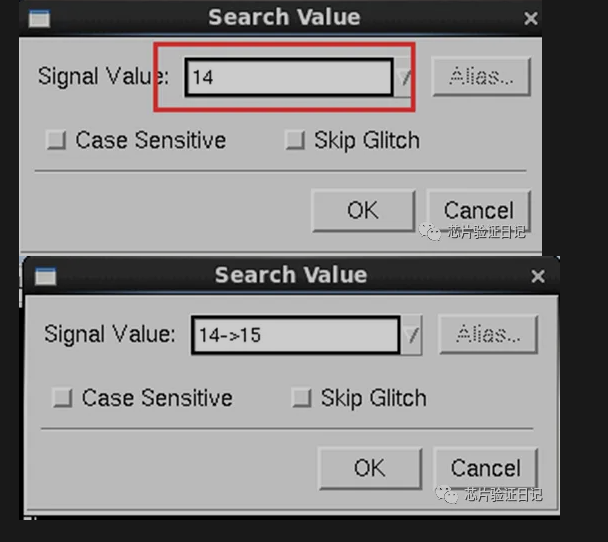 Search Value
Signal Value: 14 Alias...
Case Sensitive Skip Glitch
OK Cancel
芯片验证日记
Search Value
Signal Value: 14->15 Alias...
Case Sensitive Skip Glitch
OK Cancel
芯片验证日记